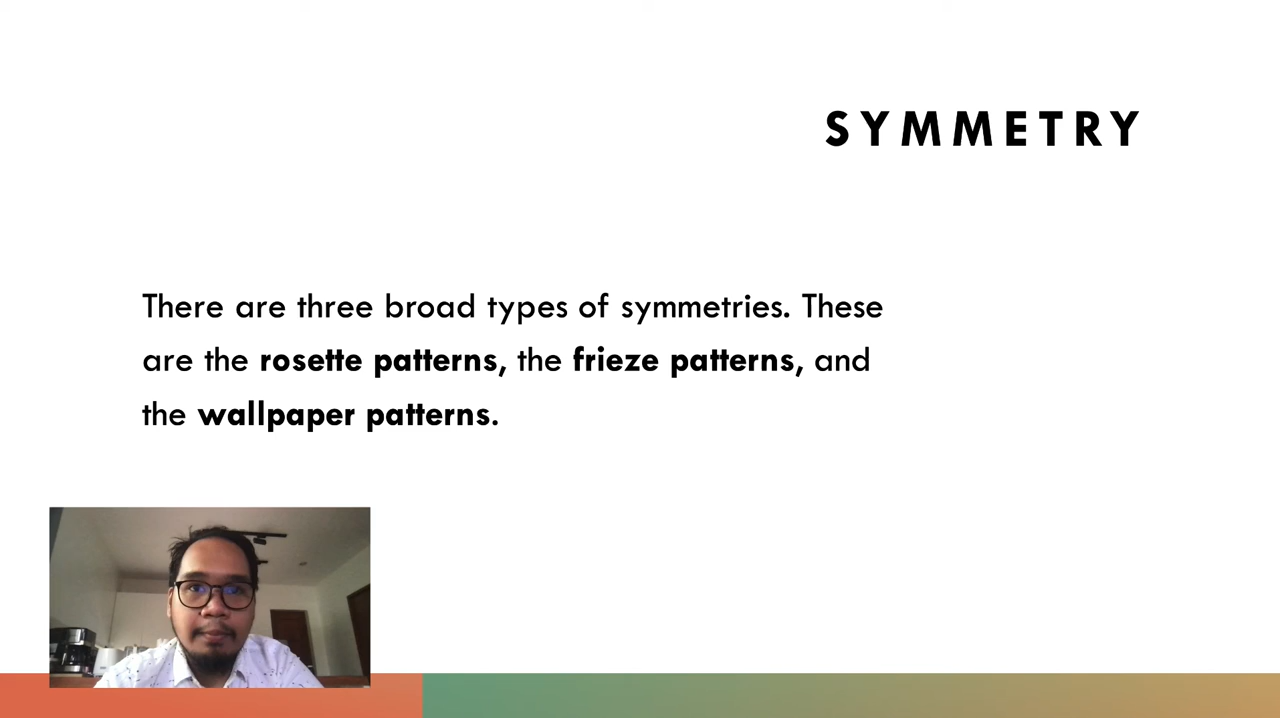 SYMMETRY
There are three broad types of symmetries. These
are the rosette patterns, the frieze patterns, and
the wallpaper patterns.